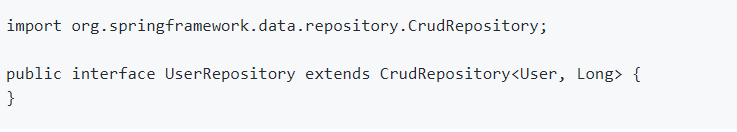 import org.springframework.data.repository.CrudRepository;
public interface UserRepository extends CrudRepository<User, Long> {
}